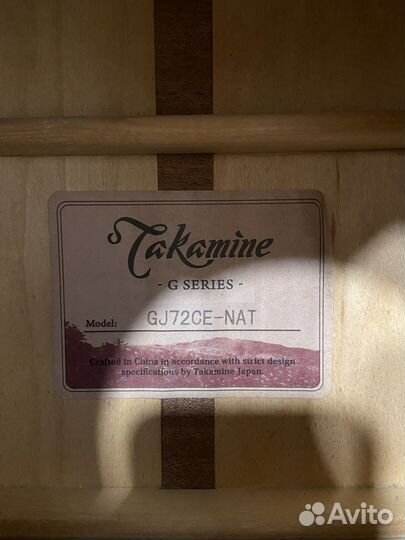 Takamine
- G SERIES -
Model: GJ72CE-NAT
Crafted in China in accordance with strict design
specifications by Takamine Japan.
Avito